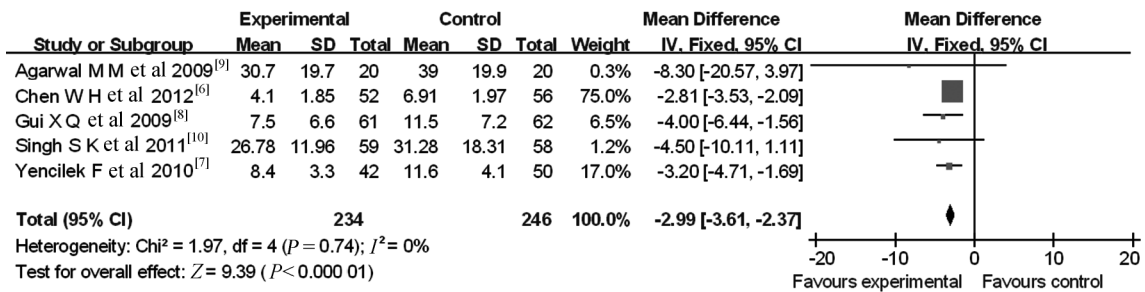 Experimental Control Mean Difference Mean Difference
Study or Subgroup Mean SD Total Mean SD Total Weight IV, Fixed, 95% CI IV, Fixed, 95% CI
Agarwal M M et al 2009[9] 30.7 19.7 20 39 19.9 20 0.3% -8.30 [-20.57, 3.97]
Chen W H et al 2012[6] 4.1 1.85 52 6.91 1.97 56 75.0% -2.81 [-3.53, -2.09]
Gui X Q et al 2009[8] 7.5 6.6 61 11.5 7.2 62 6.5% -4.00 [-6.44, -1.56]
Singh S K et al 2011[10] 26.78 11.96 59 31.28 18.31 58 1.2% -4.50 [-10.11, 1.11]
Yencilek F et al 2010[7] 8.4 3.3 42 11.6 4.1 50 17.0% -3.20 [-4.71, -1.69]
Total (95% CI) 234 246 100.0% -2.99 [-3.61, -2.37]
Heterogeneity: Chi² = 1.97, df = 4 (P = 0.74); I² = 0%
Test for overall effect: Z = 9.39 (P < 0.000 01)
-20 -10 0 10 20
Favours experimental Favours control